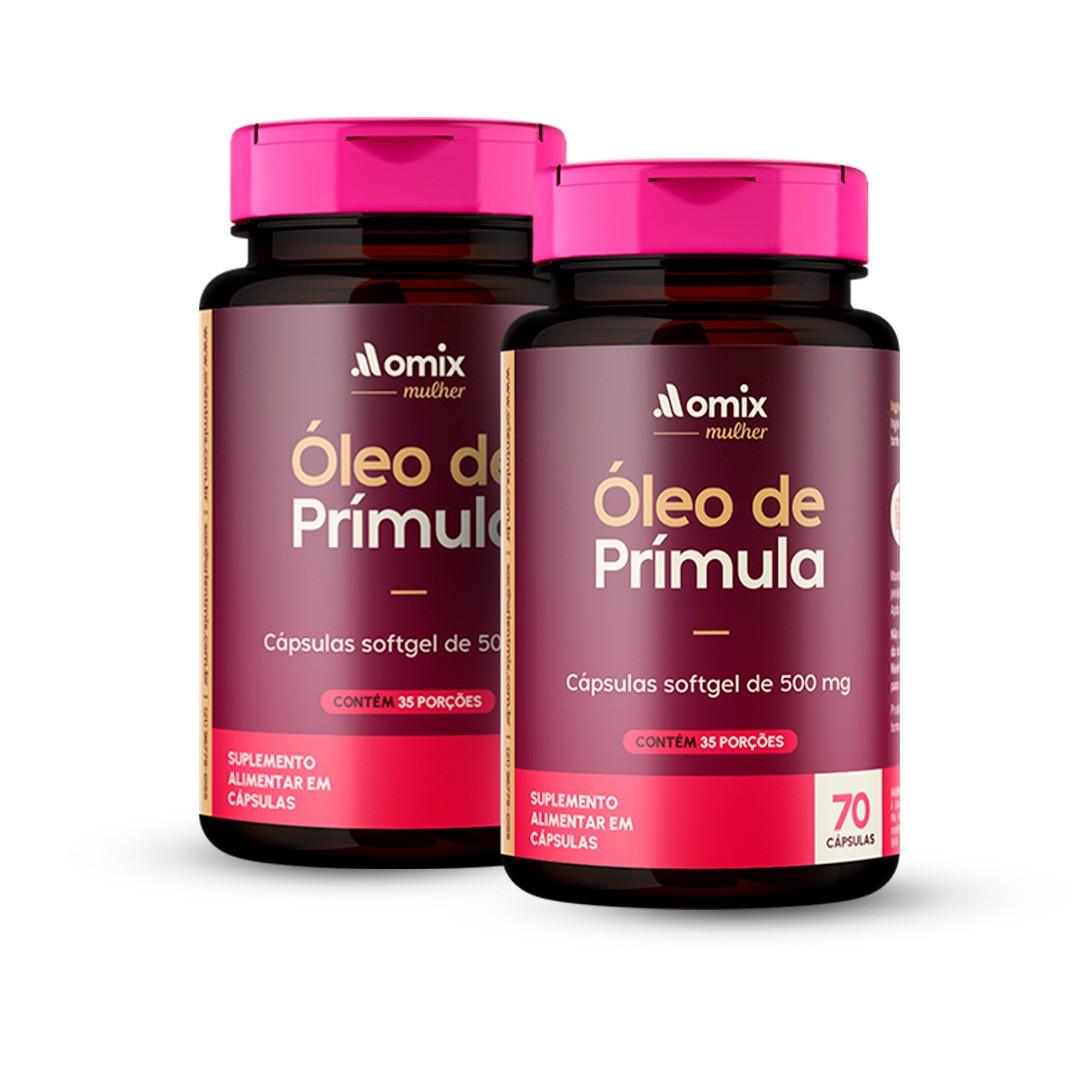 omix
mulher
Óleo de
Prímul
Cápsulas softgel de 50
CONTÉM 35 PORÇÕES
SUPLEMENTO
ALIMENTAR EM
CÁPSULAS
omix
mulher
Óleo de
Prímula
Cápsulas softgel de 500 mg
CONTÉM 35 PORÇÕES
SUPLEMENTO
ALIMENTAR EM
CÁPSULAS
70
CÁPSULAS